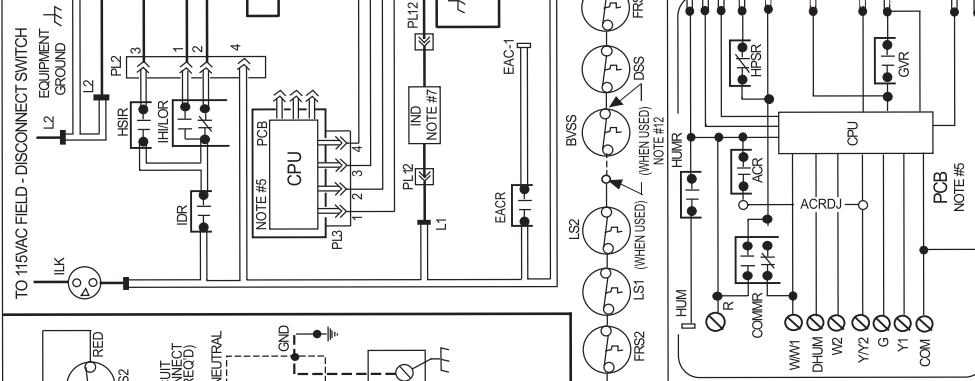 TO 115VAC FIELD - DISCONNECT SWITCH
EQUIPMENT
GROUND
L2
L2
PL2
3
1
2
4
HSIR
IHI/LOR
IDR
ILK
PCB
NOTE #5
CPU
PL3
1
2
3
4
PL12
IND
NOTE #7
PL12
L1
EAC-1
EACR
DSS
BVSS
(WHEN USED)
NOTE #12
LS2
(WHEN USED)
LS1
FRS2
HPSR
GVR
CPU
HUMR
ACR
ACRDJ
PCB
NOTE #5
HUM
R
COMMR
W/W1
DHUM
W2
Y/Y2
G
Y1
COM
RED
NEUTRAL
GND